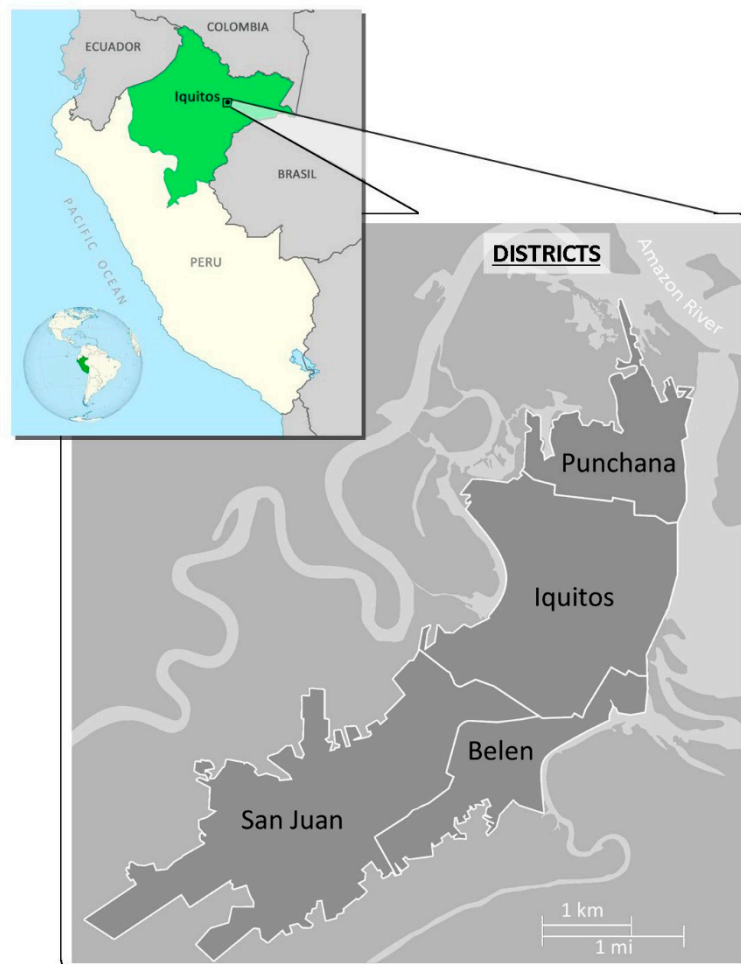 COLOMBIA
ECUADOR
Iquitos
BRASIL
PACIFIC OCEAN
PERU
DISTRICTS
Amazon River
Punchana
Iquitos
Belen
San Juan
1 km
1 mi